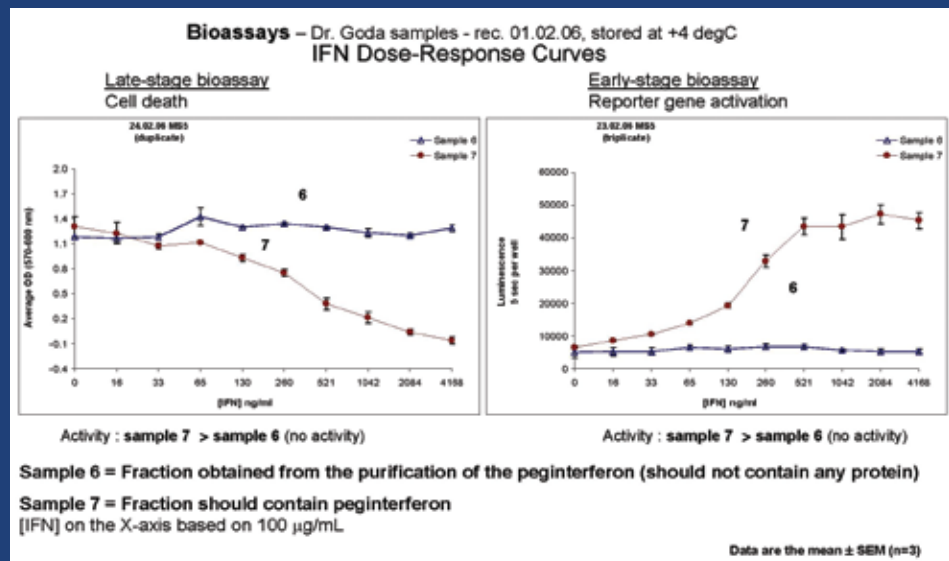 Bioassays – Dr. Goda samples - rec. 01.02.06, stored at +4 degC
IFN Dose-Response Curves
Late-stage bioassay
Cell death
24.02.06 MS5
(duplicate)
Sample 6
Sample 7
2.0
1.7
1.4
1.1
0.8
0.5
0.2
-0.1
-0.4
Average OD (570-600 nm)
6
7
0 16 33 65 130 260 521 1042 2084 4168
[IFN] ng/ml
Activity : sample 7 > sample 6 (no activity)
Early-stage bioassay
Reporter gene activation
23.02.06 MS5
(triplicate)
Sample 6
Sample 7
60000
50000
40000
30000
20000
10000
0
Luminescence
5 sec per well
7
6
0 16 33 65 130 260 521 1042 2084 4168
[IFN] ng/ml
Activity : sample 7 > sample 6 (no activity)
Sample 6 = Fraction obtained from the purification of the peginterferon (should not contain any protein)
Sample 7 = Fraction should contain peginterferon
[IFN] on the X-axis based on 100 µg/mL
Data are the mean ± SEM (n=3)